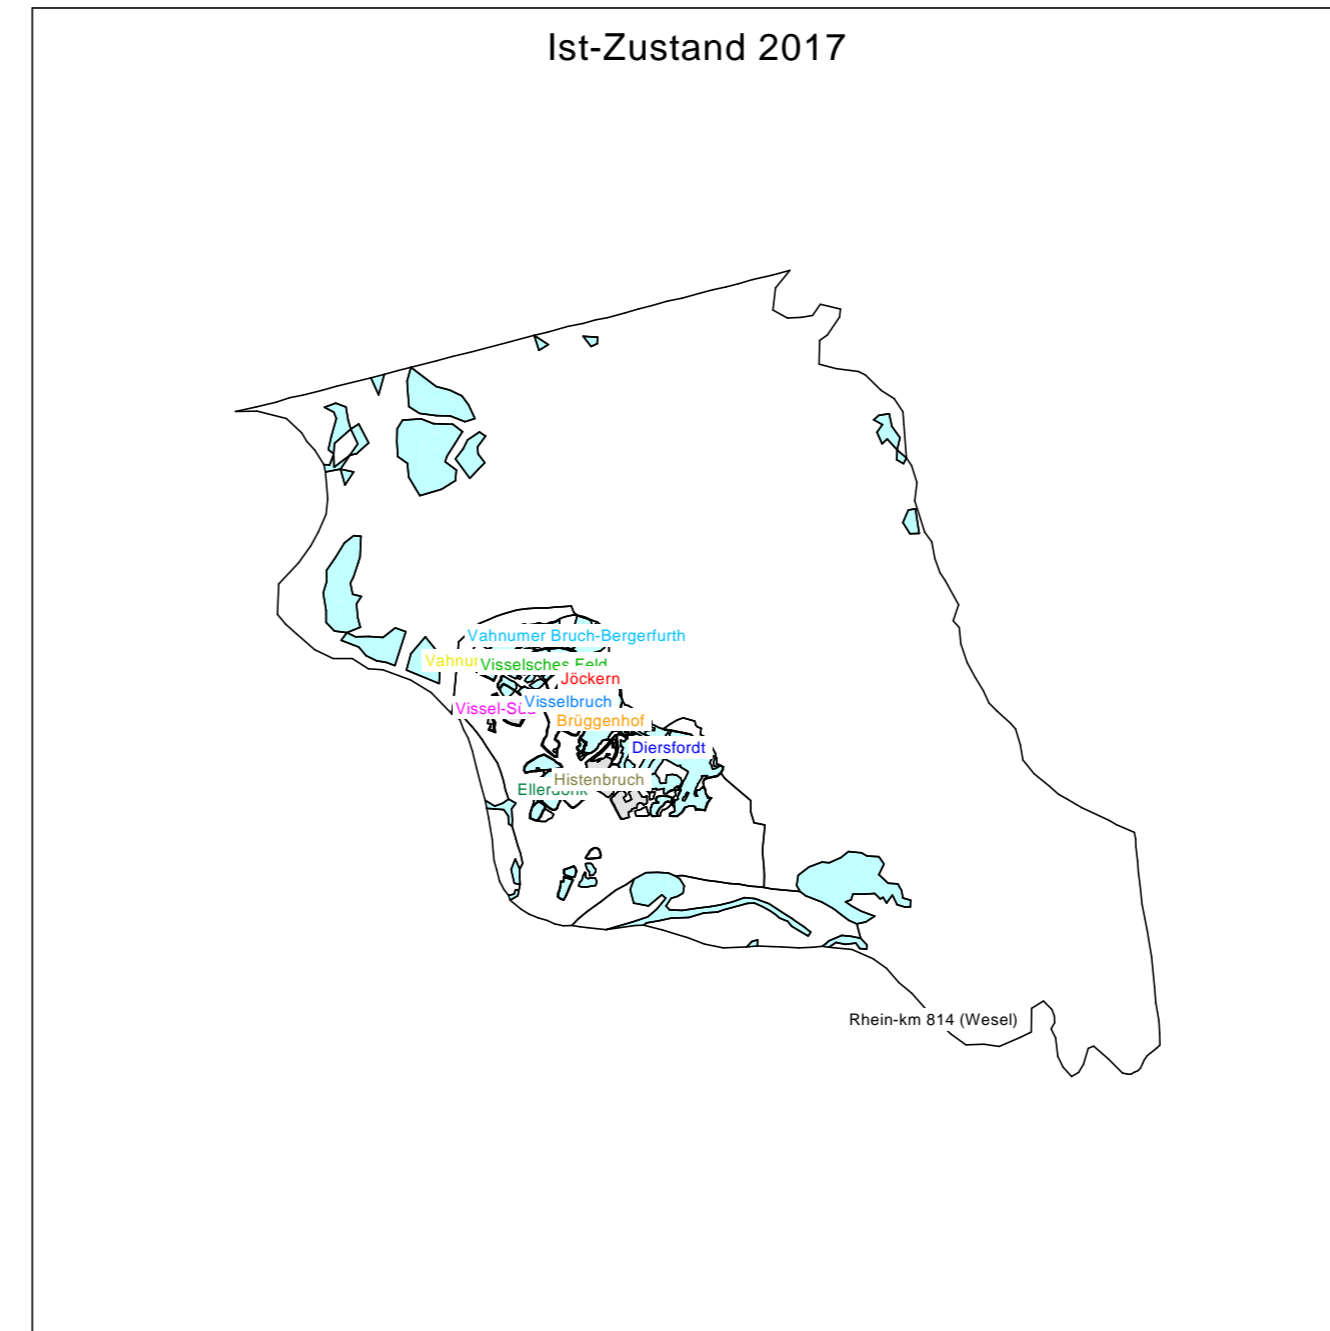 Ist-Zustand 2017
Vahnumer Bruch-Bergerfurth
Visselsches Feld
Jöckern
Visselbruch
Brüggenhof
Diersfordt
Histenbruch
Rhein-km 814 (Wesel)